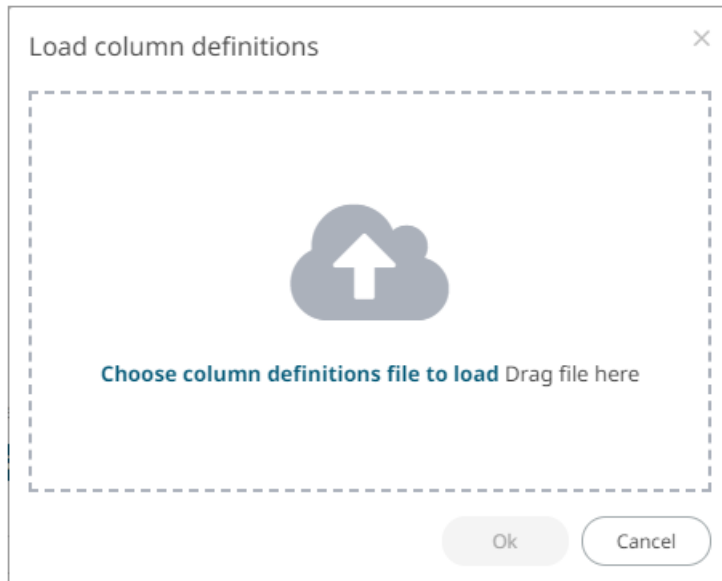 Load column definitions
Choose column definitions file to load Drag file here
Ok
Cancel